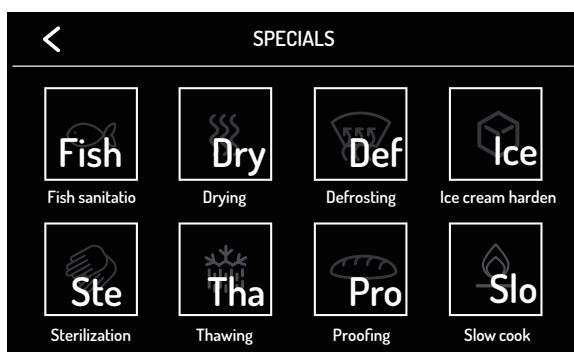 SPECIALS
Fish Dry Def Ice
Fish sanitatio Drying Defrosting Ice cream harden
Ste Tha Pro Slo
Sterilization Thawing Proofing Slow cook